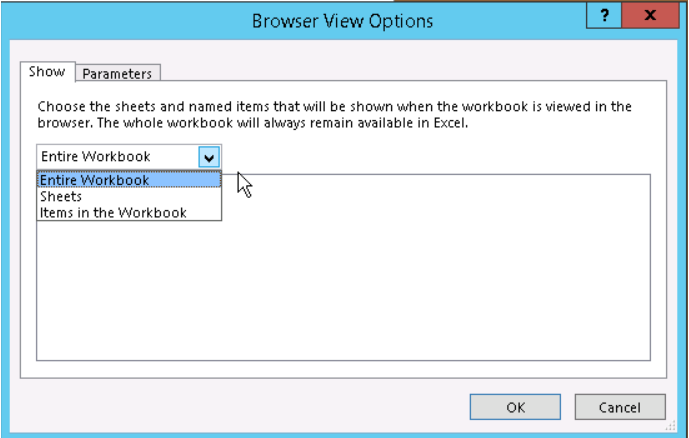 Browser View Options
?
x
Show
Parameters
Choose the sheets and named items that will be shown when the workbook is viewed in the
browser. The whole workbook will always remain available in Excel.
Entire Workbook
Entire Workbook
Sheets
Items in the Workbook
OK
Cancel